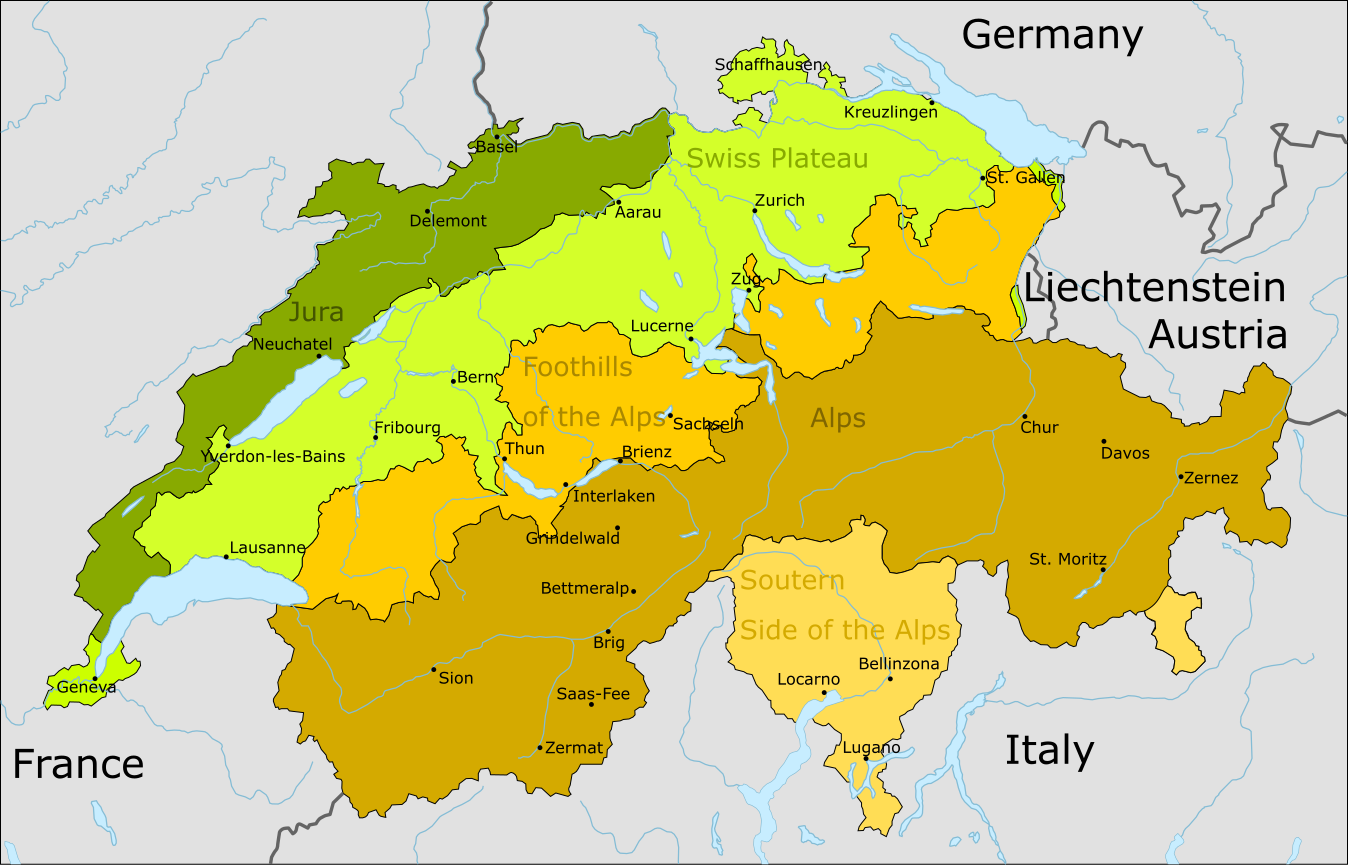 Germany
Schaffhausen
Kreuzlingen
Basel
Swiss Plateau
St. Gallen
Zurich
Aarau
Delemont
Zug
Liechtenstein
Jura
Lucerne
Austria
Neuchatel
Foothills
Bern
of the Alps
Alps
Sachseln
Fribourg
Chur
Thun
Brienz
Davos
Yverdon-les-Bains
Zernez
Interlaken
Grindelwald
Lausanne
St. Moritz
Soutern
Bettmeralp
Side of the Alps
Brig
Bellinzona
Sion
Locarno
Geneva
Saas-Fee
Zermat
Lugano
Italy
France